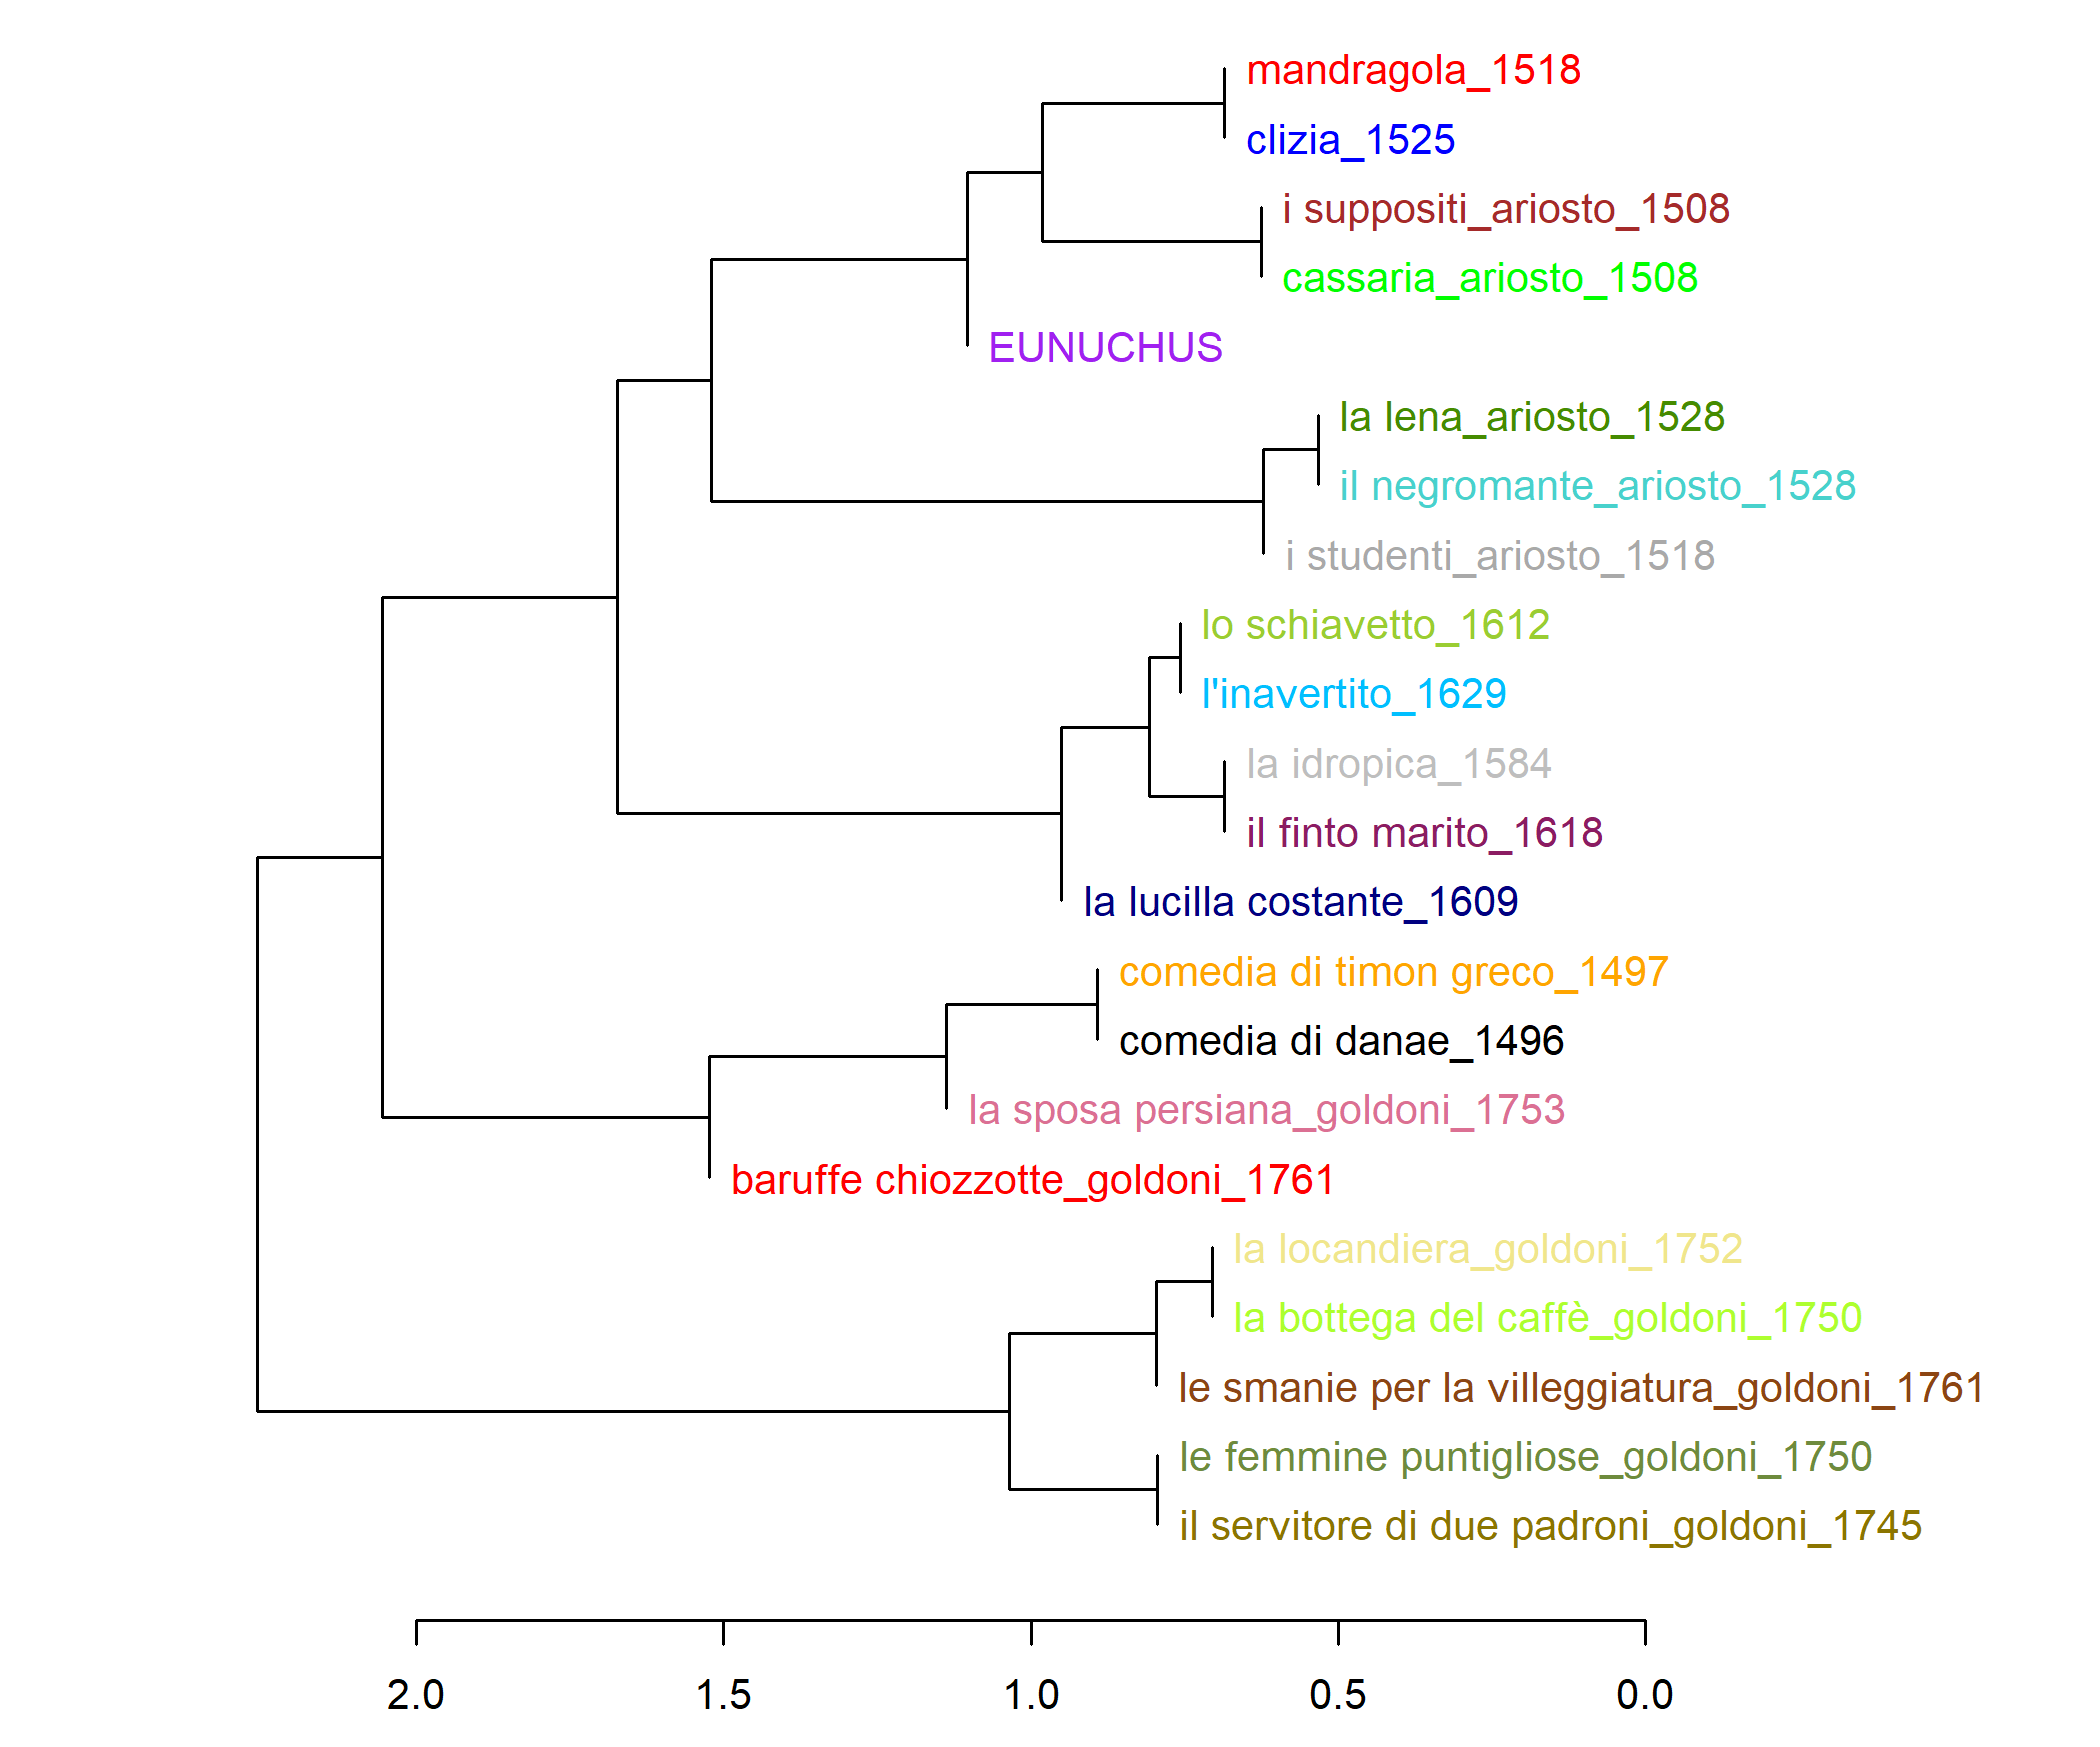 mandragola_1518
clizia_1525
i suppositi_ariosto_1508
cassaria_ariosto_1508
EUNUCHUS
la lena_ariosto_1528
il negromante_ariosto_1528
i studenti_ariosto_1518
lo schiavetto_1612
l'inavertito_1629
la idropica_1584
il finto marito_1618
la lucilla costante_1609
comedia di timon greco_1497
comedia di danae_1496
la sposa persiana_goldoni_1753
baruffe chiozzotte_goldoni_1761
la locandiera_goldoni_1752
la bottega del caffè_goldoni_1750
le smanie per la villeggiatura_goldoni_1761
le femmine puntigliose_goldoni_1750
il servitore di due padroni_goldoni_1745
2.0 1.5 1.0 0.5 0.0